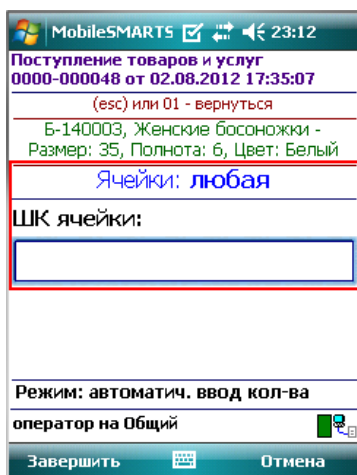 MobileSMARTS 23:12
Поступление товаров и услуг
0000-000048 от 02.08.2012 17:35:07
(esc) или 01 - вернуться
Б-140003, Женские босоножки -
Размер: 35, Полнота: 6, Цвет: Белый
Ячейки: любая
ШК ячейки:
Режим: автоматич. ввод кол-ва
оператор на Общий
Завершить Отмена